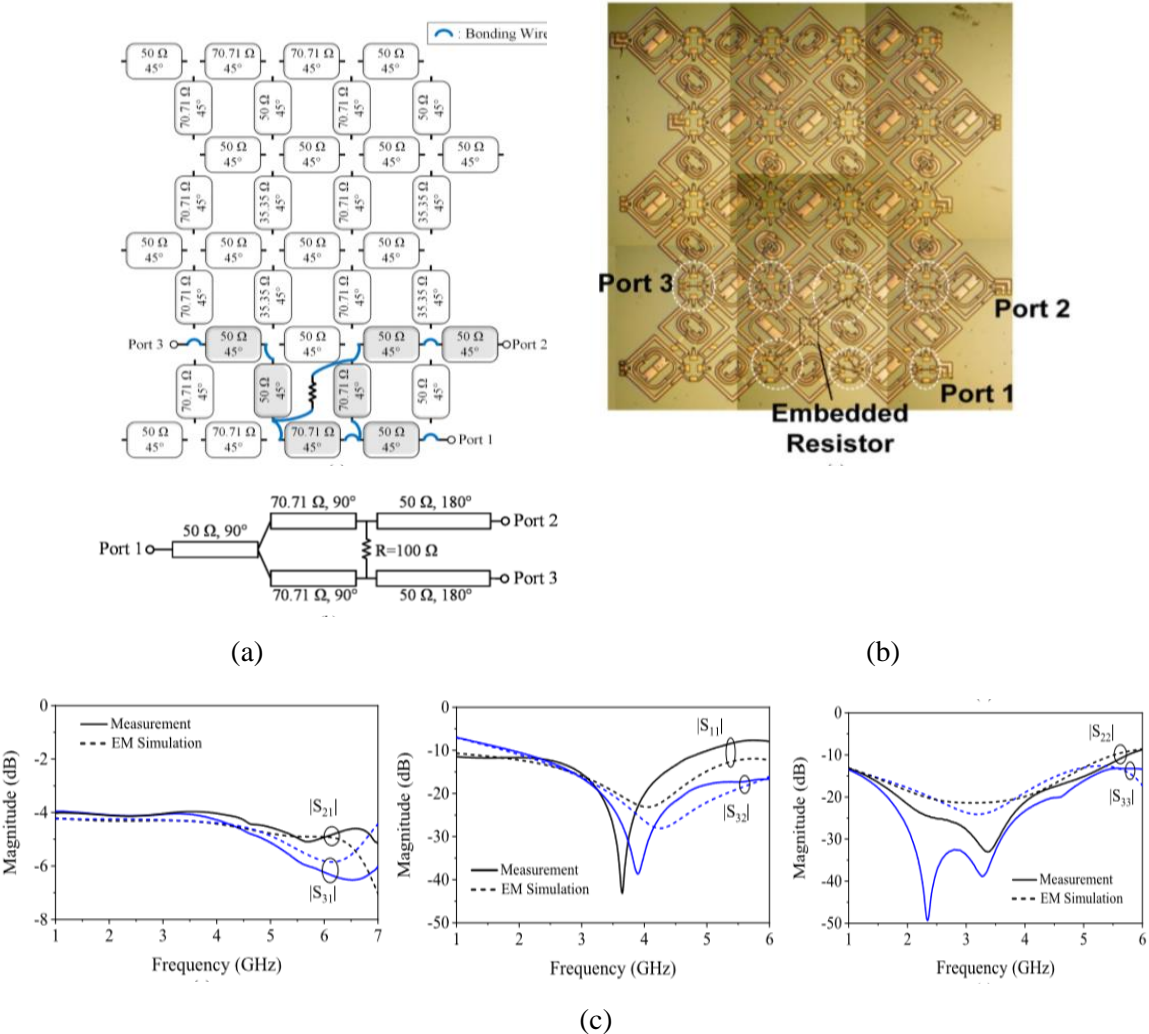 : Bonding Wire
50 Ω 45° 70.71 Ω 45° 70.71 Ω 45° 50 Ω 45°
70.71 Ω 45° 50 Ω 45° 70.71 Ω 45° 50 Ω 45°
50 Ω 45° 50 Ω 45° 50 Ω 45° 50 Ω 45°
70.71 Ω 45° 35.35 Ω 45° 70.71 Ω 45° 35.35 Ω 45°
50 Ω 45° 50 Ω 45° 50 Ω 45° 50 Ω 45°
70.71 Ω 45° 35.35 Ω 45° 70.71 Ω 45° 35.35 Ω 45°
Port 3 50 Ω 45° 50 Ω 45° 50 Ω 45° 50 Ω 45° Port 2
70.71 Ω 45° 50 Ω 45° 70.71 Ω 45° 50 Ω 45°
50 Ω 45° 70.71 Ω 45° 70.71 Ω 45° 50 Ω 45° Port 1
Port 3
Port 2
Port 1
Embedded
Resistor
70.71 Ω, 90° 50 Ω, 180°
Port 2
50 Ω, 90°
Port 1
R=100 Ω
Port 3
70.71 Ω, 90° 50 Ω, 180°
(a)
(b)
0
-2
-4
-6
-8
Magnitude (dB)
Measurement
EM Simulation
|S21|
|S31|
1 2 3 4 5 6 7
Frequency (GHz)
0
-10
-20
-30
-40
-50
Magnitude (dB)
|S11|
|S32|
Measurement
EM Simulation
1 2 3 4 5 6
Frequency (GHz)
0
-10
-20
-30
-40
-50
Magnitude (dB)
|S22|
|S33|
Measurement
EM Simulation
1 2 3 4 5 6
Frequency (GHz)
(c)